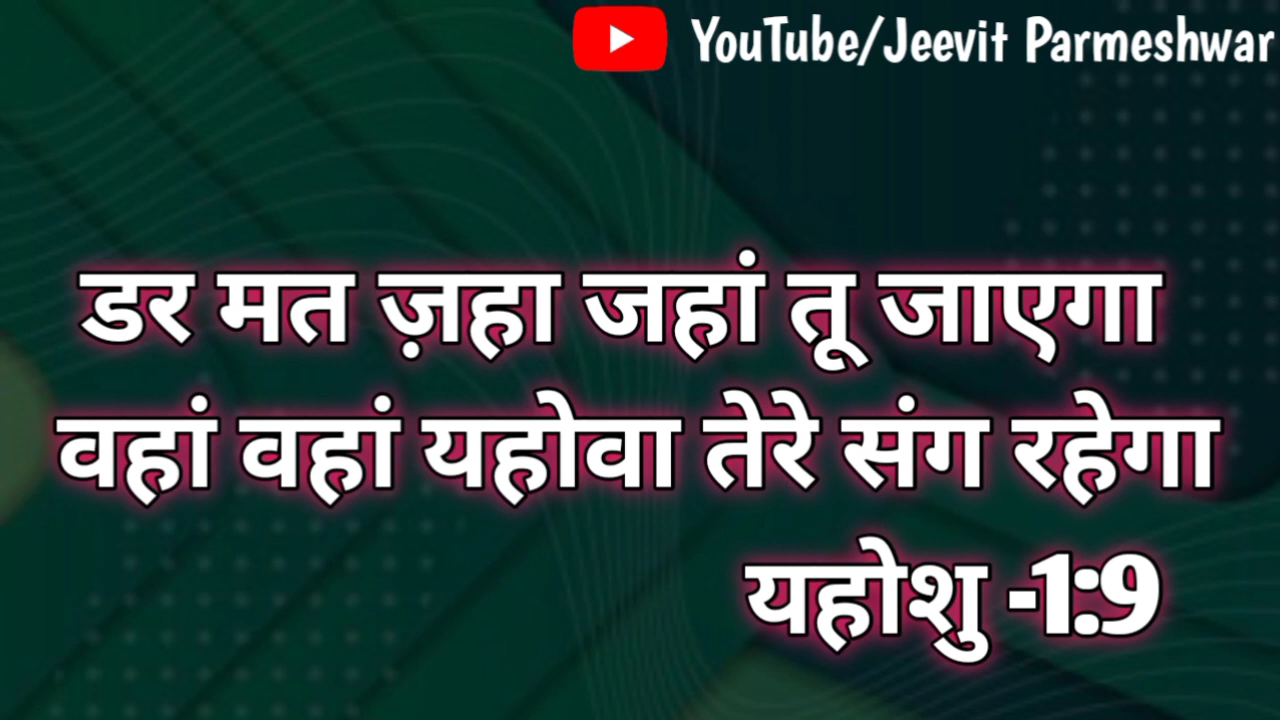 YouTube/Jeevit Parmeshwar
डर मत ज़हा जहां तू जाएगा
वहां वहां यहोवा तेरे संग रहेगा
यहोशु -1:9